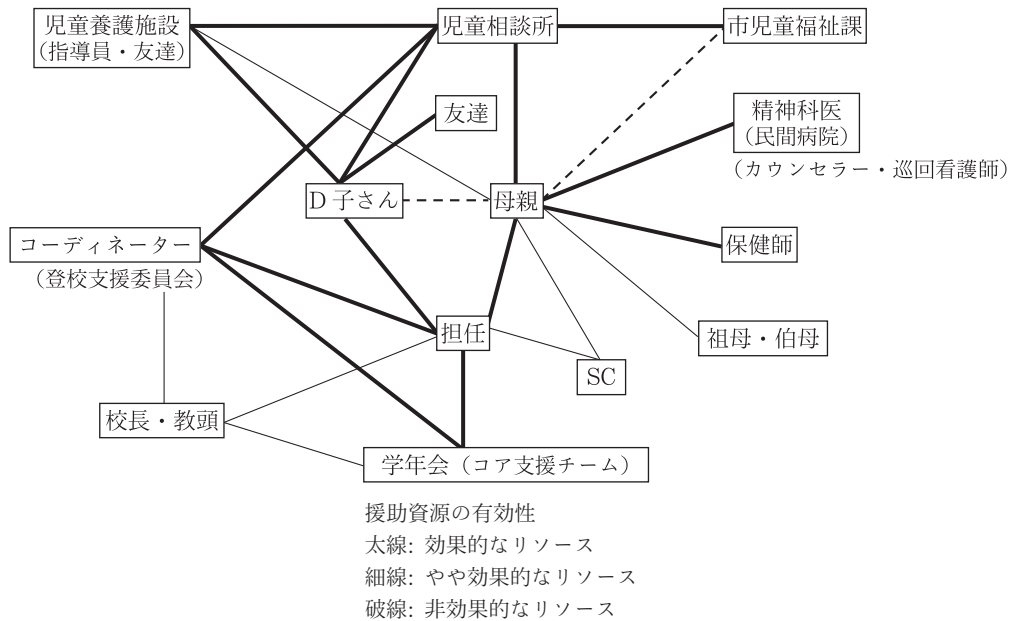 児童養護施設
（指導員・友達）
児童相談所
市児童福祉課
友達
精神科医
（民間病院）
（カウンセラー・巡回看護師）
D 子さん
母親
コーディネーター
（登校支援委員会）
保健師
担任
祖母・伯母
SC
校長・教頭
学年会（コア支援チーム）
援助資源の有効性
太線: 効果的なリソース
細線: やや効果的なリソース
破線: 非効果的なリソース